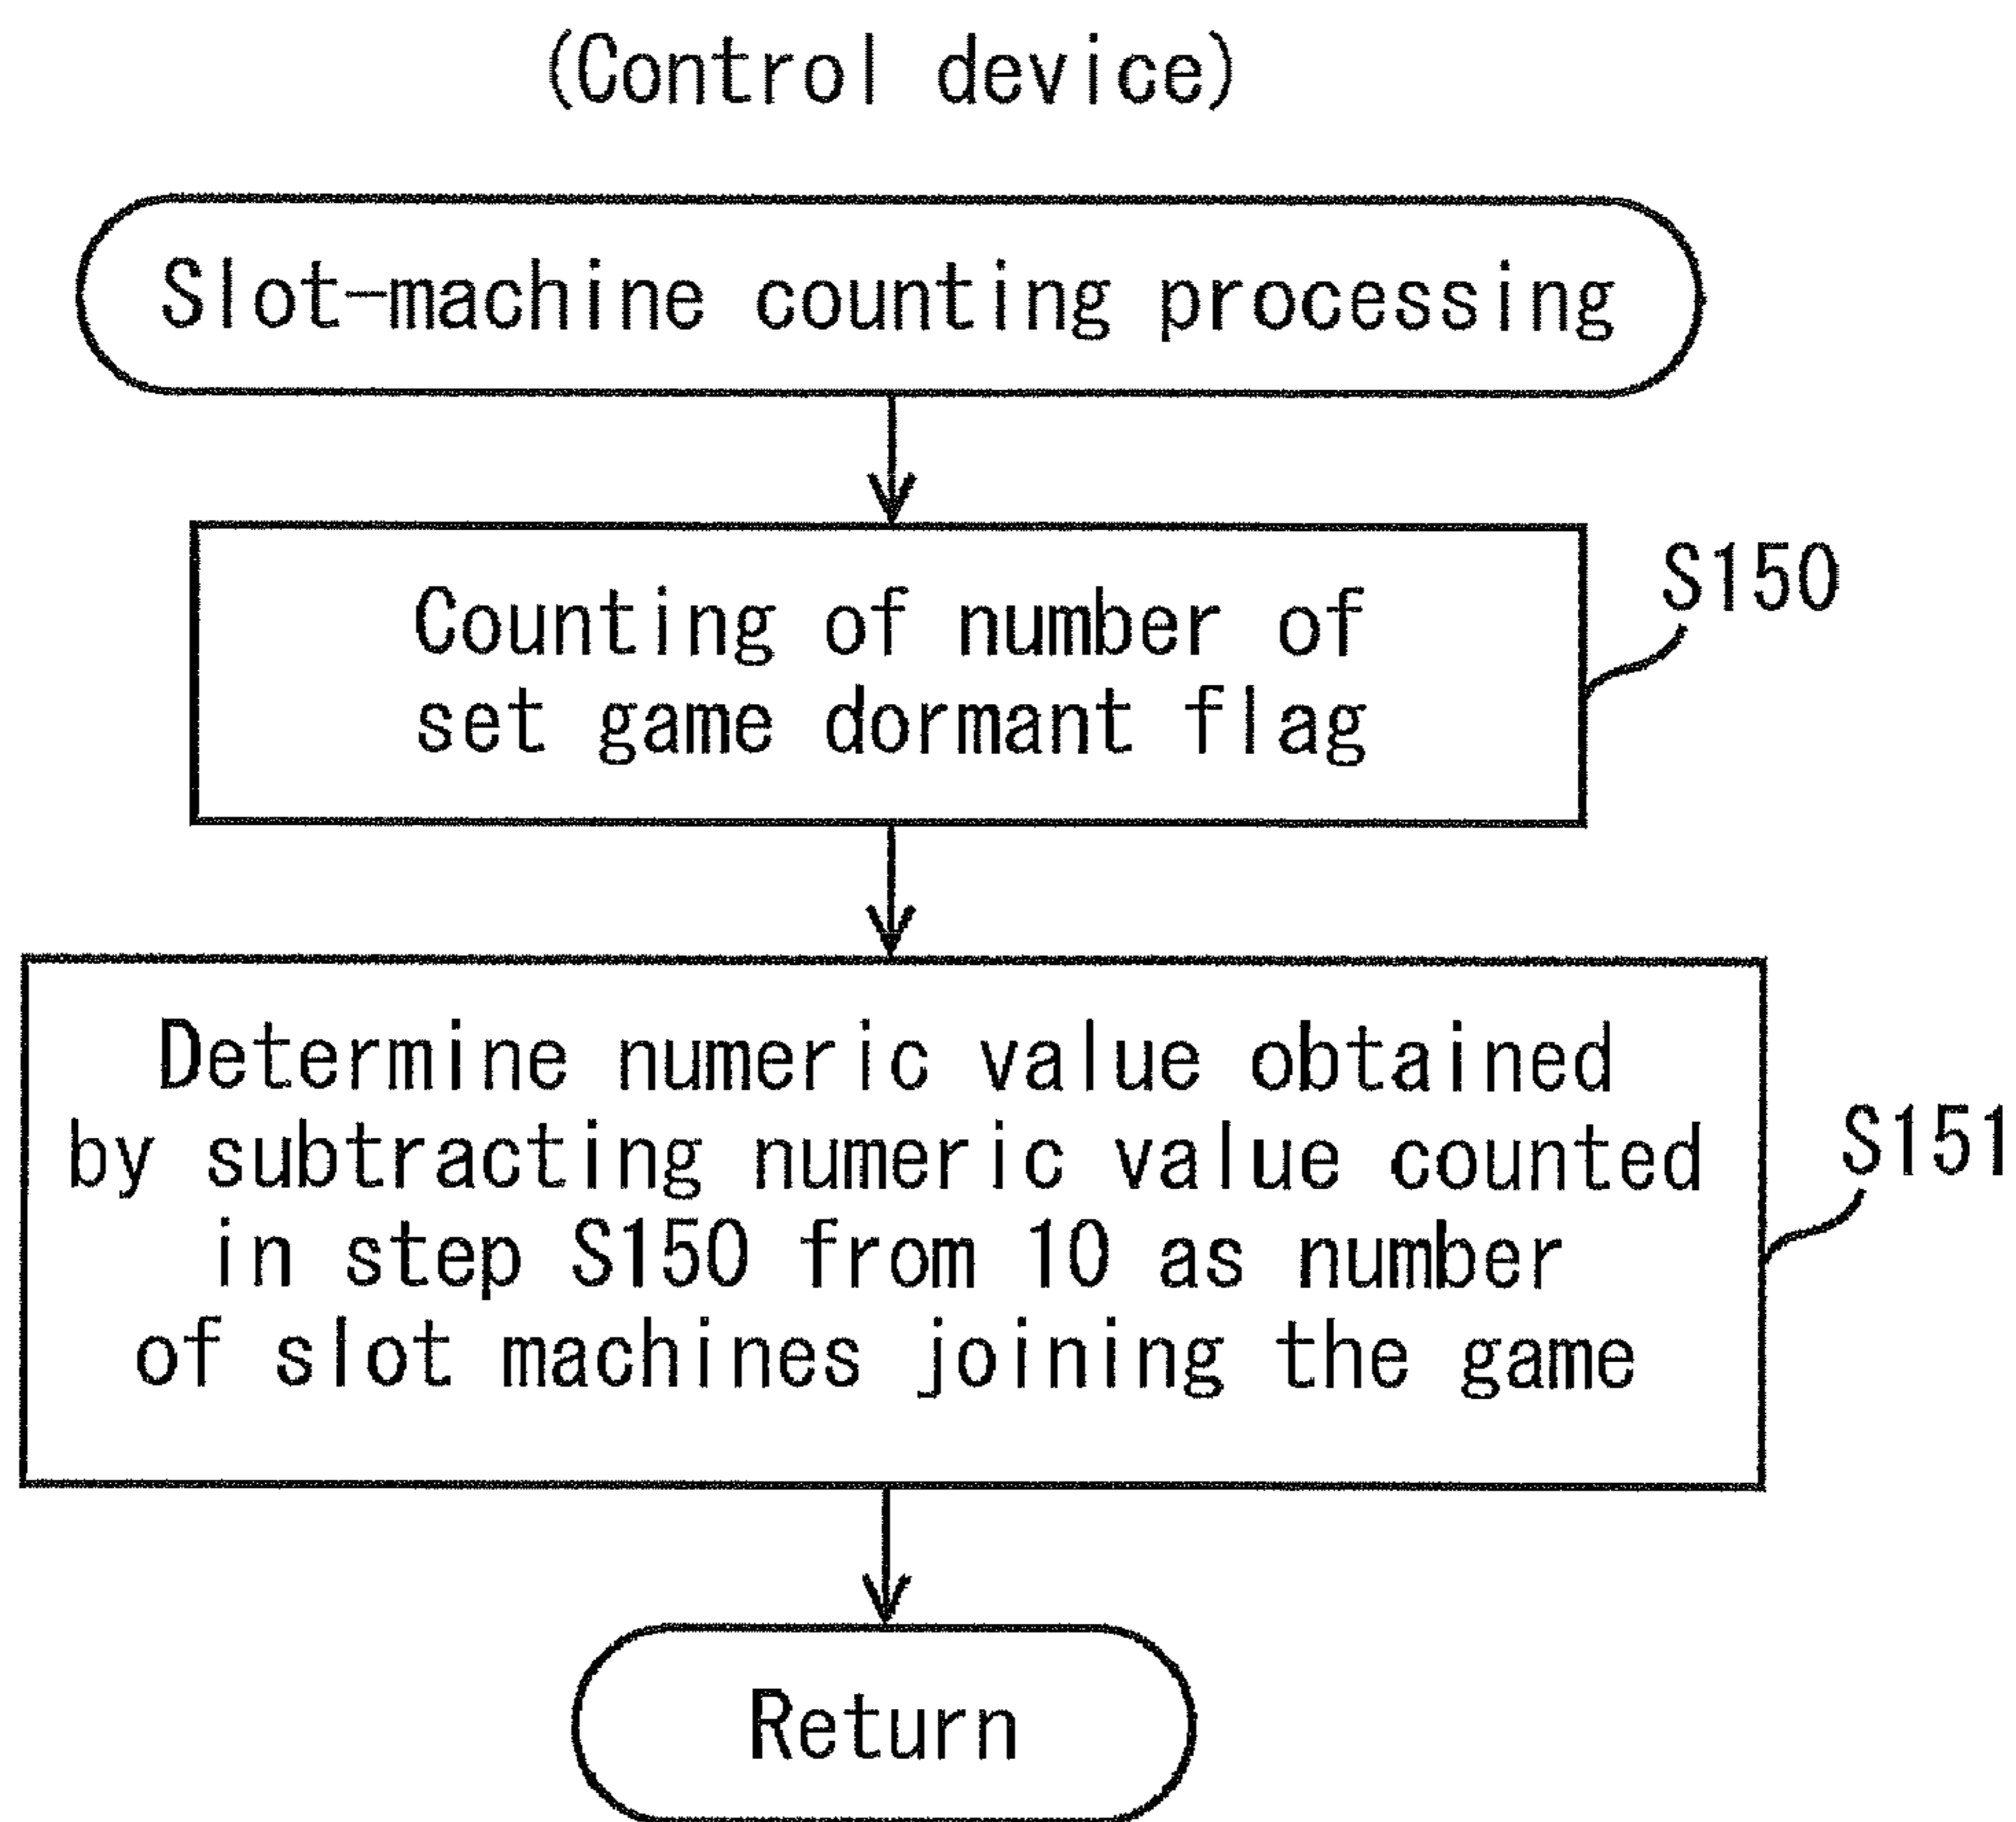 (Control device)
Slot-machine counting processing
Counting of number of
set game dormant flag
S150
Determine numeric value obtained
by subtracting numeric value counted
in step S150 from 10 as number
of slot machines joining the game
S151
Return